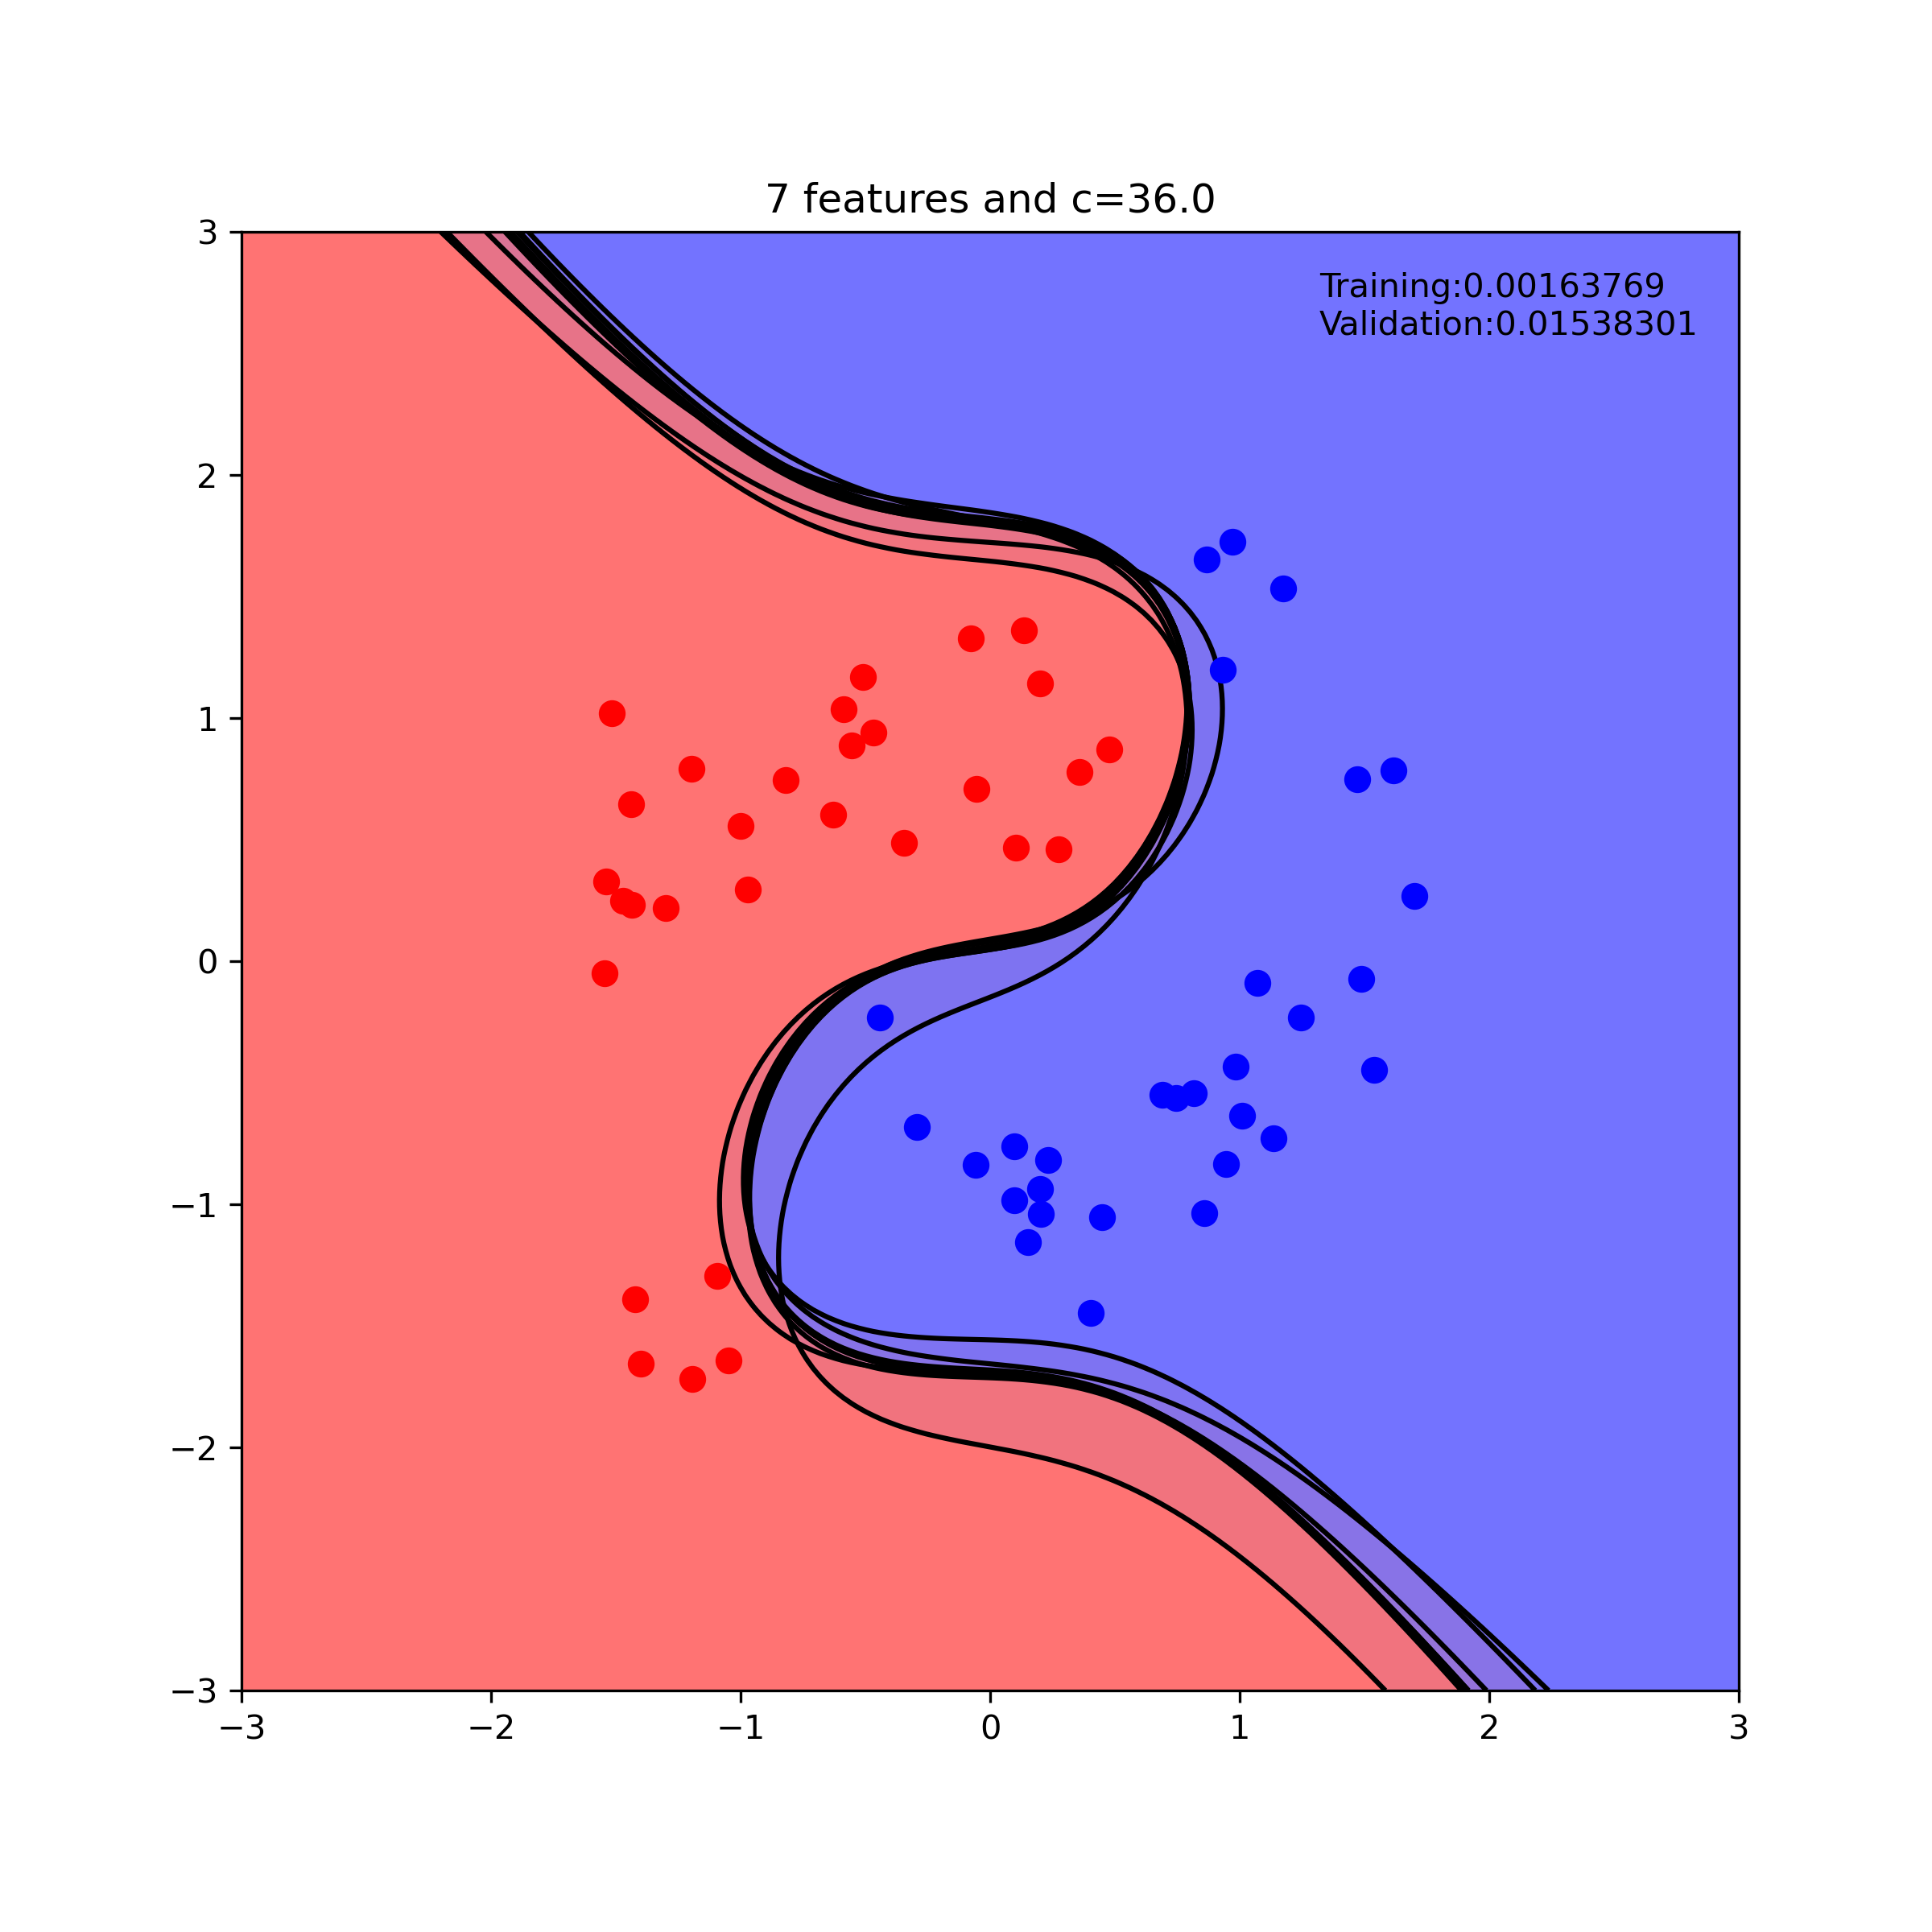 7 features and c=36.0
Training:0.00163769
Validation:0.01538301
3
2
1
0
−1
−2
−3
−3 −2 −1 0 1 2 3